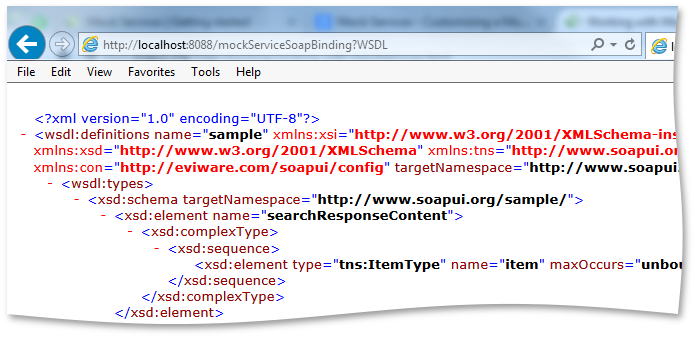 http://localhost:8088/mockServiceSoapBinding?WSDL
File Edit View Favorites Tools Help
<?xml version="1.0" encoding="UTF-8"?>
- <wsdl:definitions name="sample" xmlns:xsi="http://www.w3.org/2001/XMLSchema-ins
xmlns:xsd="http://www.w3.org/2001/XMLSchema" xmlns:tns="http://www.soapui.or
xmlns:con="http://eviware.com/soapui/config" targetNamespace="http://www.soapui
- <wsdl:types>
- <xsd:schema targetNamespace="http://www.soapui.org/sample/">
- <xsd:element name="searchResponseContent">
- <xsd:complexType>
- <xsd:sequence>
<xsd:element type="tns:ItemType" name="item" maxOccurs="unbou
</xsd:sequence>
</xsd:complexType>
</xsd:element>